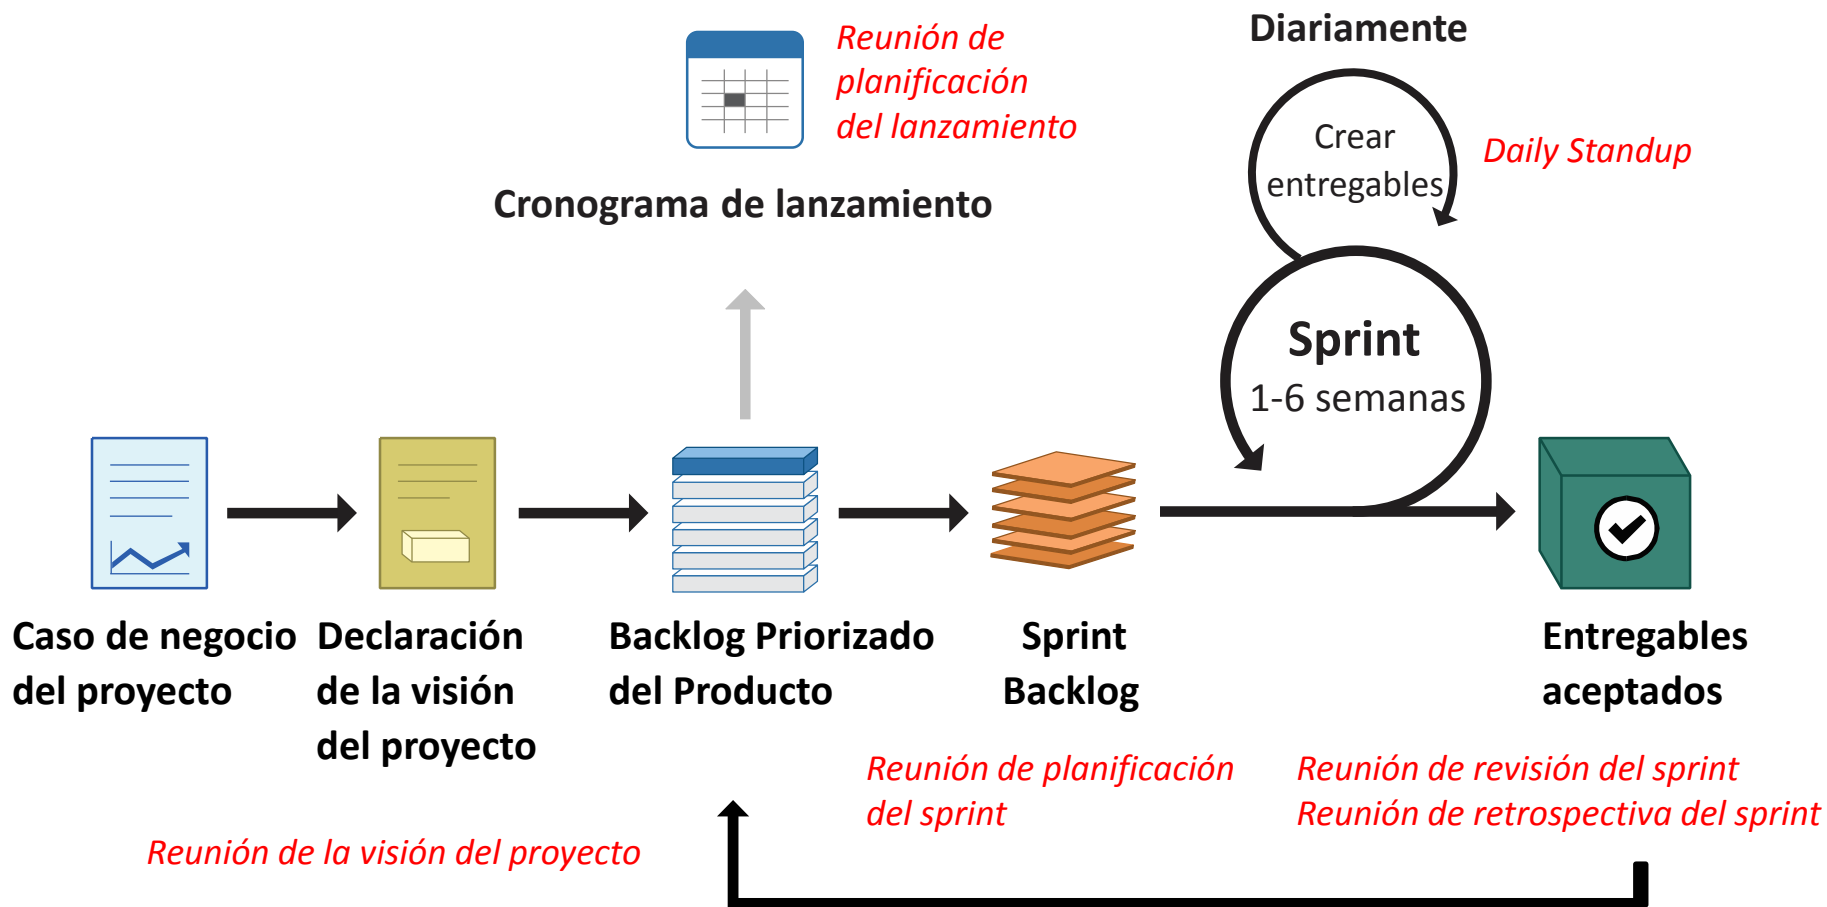 Reunión de
planificación
del lanzamiento
Cronograma de lanzamiento
Diariamente
Crear
entregables
Daily Standup
Sprint
1-6 semanas
Caso de negocio
del proyecto
Declaración
de la visión
del proyecto
Backlog Priorizado
del Producto
Sprint
Backlog
Entregables
aceptados
Reunión de la visión del proyecto
Reunión de planificación
del sprint
Reunión de revisión del sprint
Reunión de retrospectiva del sprint